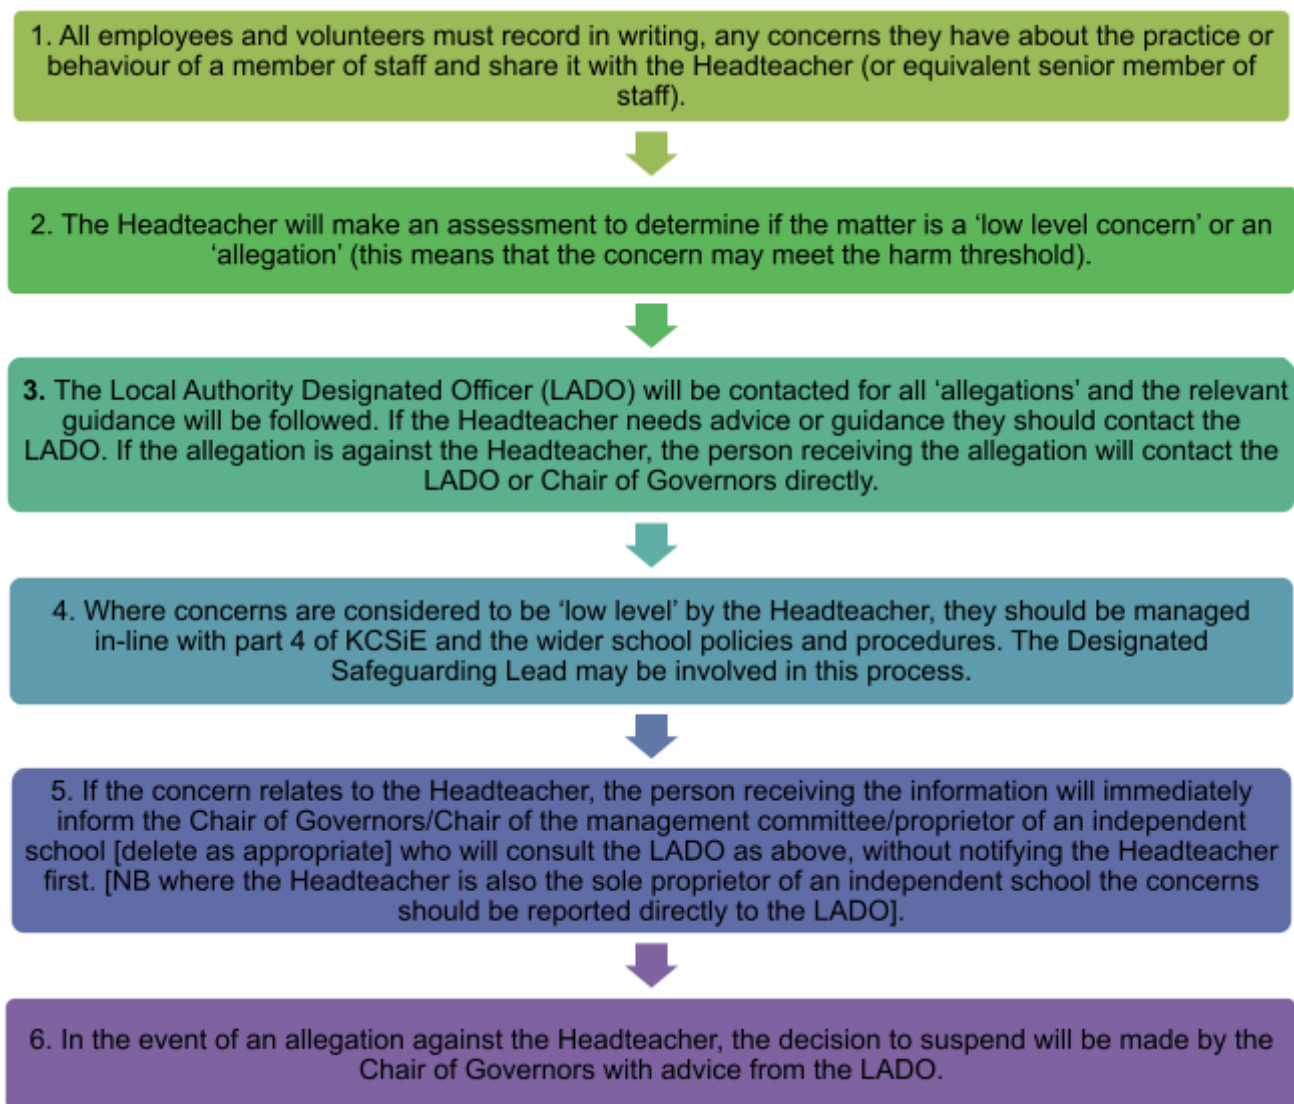 1. All employees and volunteers must record in writing, any concerns they have about the practice or
behaviour of a member of staff and share it with the Headteacher (or equivalent senior member of
staff).
2. The Headteacher will make an assessment to determine if the matter is a ‘low level concern’ or an
‘allegation’ (this means that the concern may meet the harm threshold).
3. The Local Authority Designated Officer (LADO) will be contacted for all ‘allegations’ and the relevant
guidance will be followed. If the Headteacher needs advice or guidance they should contact the
LADO. If the allegation is against the Headteacher, the person receiving the allegation will contact the
LADO or Chair of Governors directly.
4. Where concerns are considered to be ‘low level’ by the Headteacher, they should be managed
in-line with part 4 of KCSiE and the wider school policies and procedures. The Designated
Safeguarding Lead may be involved in this process.
5. If the concern relates to the Headteacher, the person receiving the information will immediately
inform the Chair of Governors/Chair of the management committee/proprietor of an independent
school [delete as appropriate] who will consult the LADO as above, without notifying the Headteacher
first. [NB where the Headteacher is also the sole proprietor of an independent school the concerns
should be reported directly to the LADO].
6. In the event of an allegation against the Headteacher, the decision to suspend will be made by the
Chair of Governors with advice from the LADO.